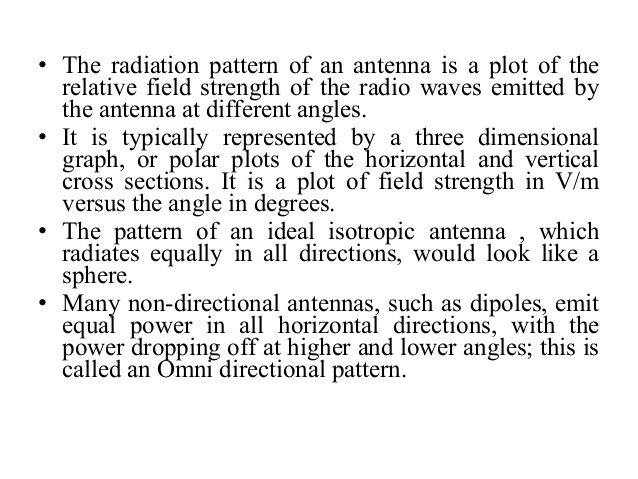 • The radiation pattern of an antenna is a plot of the
relative field strength of the radio waves emitted by
the antenna at different angles.
• It is typically represented by a three dimensional
graph, or polar plots of the horizontal and vertical
cross sections. It is a plot of field strength in V/m
versus the angle in degrees.
• The pattern of an ideal isotropic antenna , which
radiates equally in all directions, would look like a
sphere.
• Many non-directional antennas, such as dipoles, emit
equal power in all horizontal directions, with the
power dropping off at higher and lower angles; this is
called an Omni directional pattern.